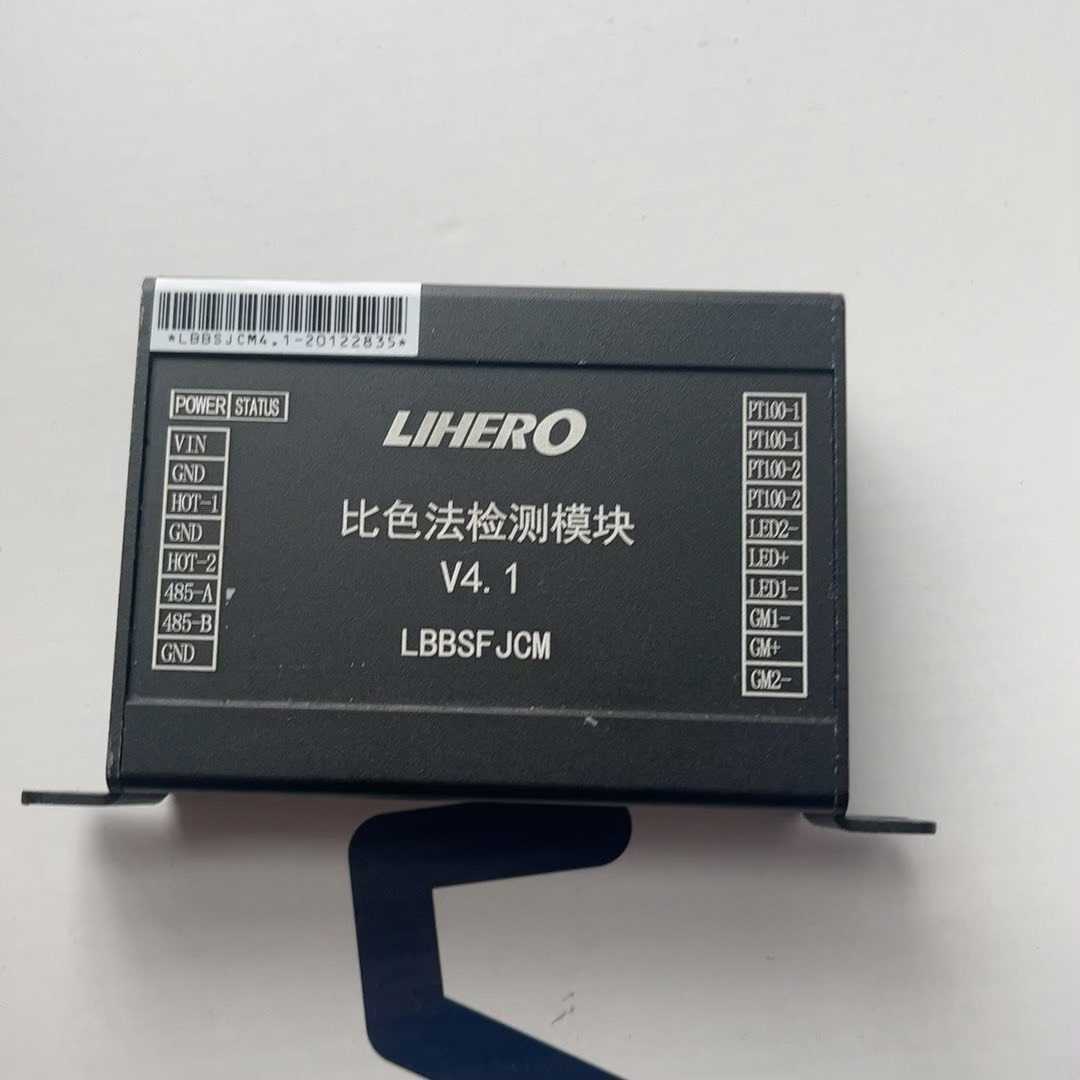 *LBBSJCM4.1-20122835*
POWER STATUS
VIN
GND
HOT-1
GND
HOT-2
485-A
485-B
GND
LIHERO
比色法检测模块
V4.1
LBBSFJCM
PT100-1
PT100-1
PT100-2
PT100-2
LED2-
LED+
LED1-
GM1-
GM+
GM2-